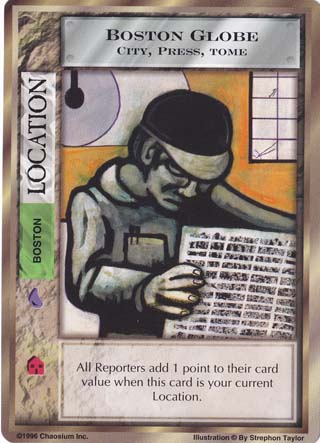 BOSTON GLOBE
CITY, PRESS, TOME
LOCATION
BOSTON
All Reporters add 1 point to their card
value when this card is your current
Location.
©1996 Chaosium Inc.
Illustration © By Strephon Taylor